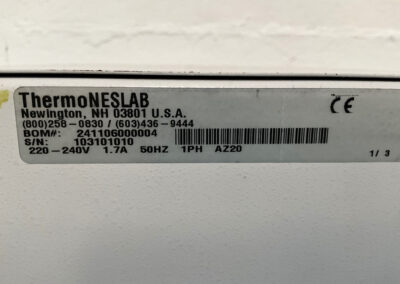 ThermoNESLAB
Newington, NH 03801 U.S.A.
(800)258-0830 / (603)436-9444
BOM#: 241106000004
S/N: 103101010
220-240V 1.7A 50HZ 1PH AZ20
1/ 3
CE